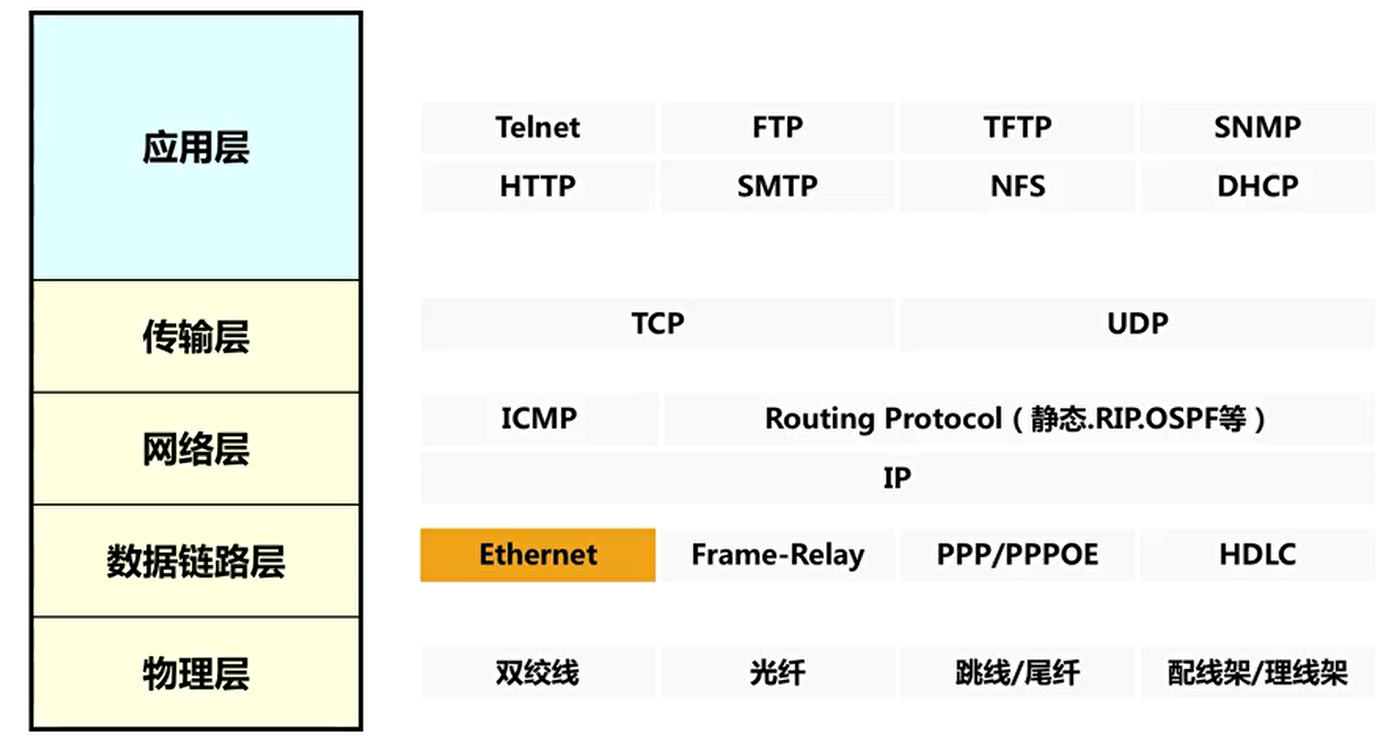 应用层
Telnet FTP TFTP SNMP
HTTP SMTP NFS DHCP
传输层
TCP UDP
网络层
ICMP Routing Protocol（静态.RIP.OSPF等）
IP
数据链路层
Ethernet Frame-Relay PPP/PPPOE HDLC
物理层
双绞线 光纤 跳线/尾纤 配线架/理线架